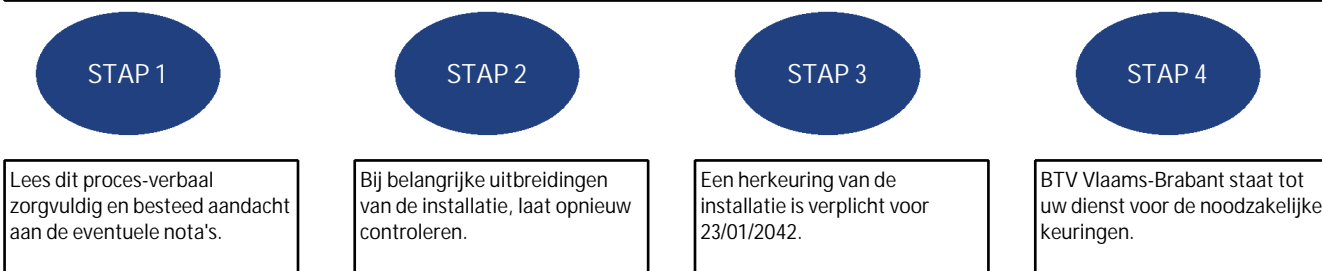 STAP 1
Lees dit proces-verbaal
zorgvuldig en besteed aandacht
aan de eventuele nota's.
STAP 2
Bij belangrijke uitbreidingen
van de installatie, laat opnieuw
controleren.
STAP 3
Een herkeuring van de
installatie is verplicht voor
23/01/2042.
STAP 4
BTV Vlaams-Brabant staat tot
uw dienst voor de noodzakelijke
keuringen.